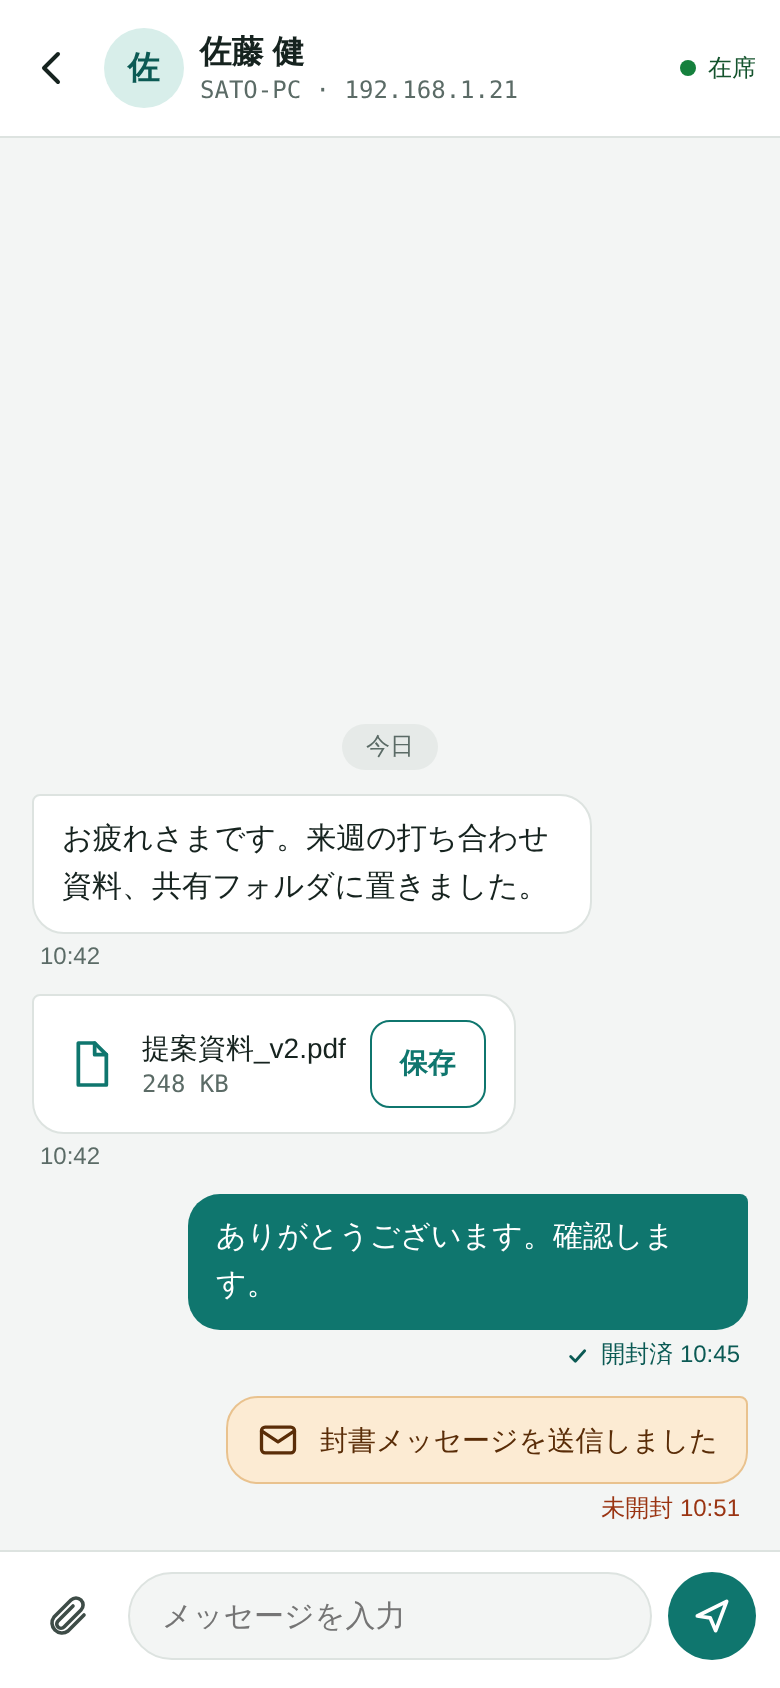 佐
佐藤 健
SATO-PC · 192.168.1.21
在席
今日
お疲れさまです。来週の打ち合わせ
資料、共有フォルダに置きました。
10:42
提案資料_v2.pdf
248 KB
保存
10:42
ありがとうございます。確認しま
す。
開封済 10:45
封書メッセージを送信しました
未開封 10:51
メッセージを入力